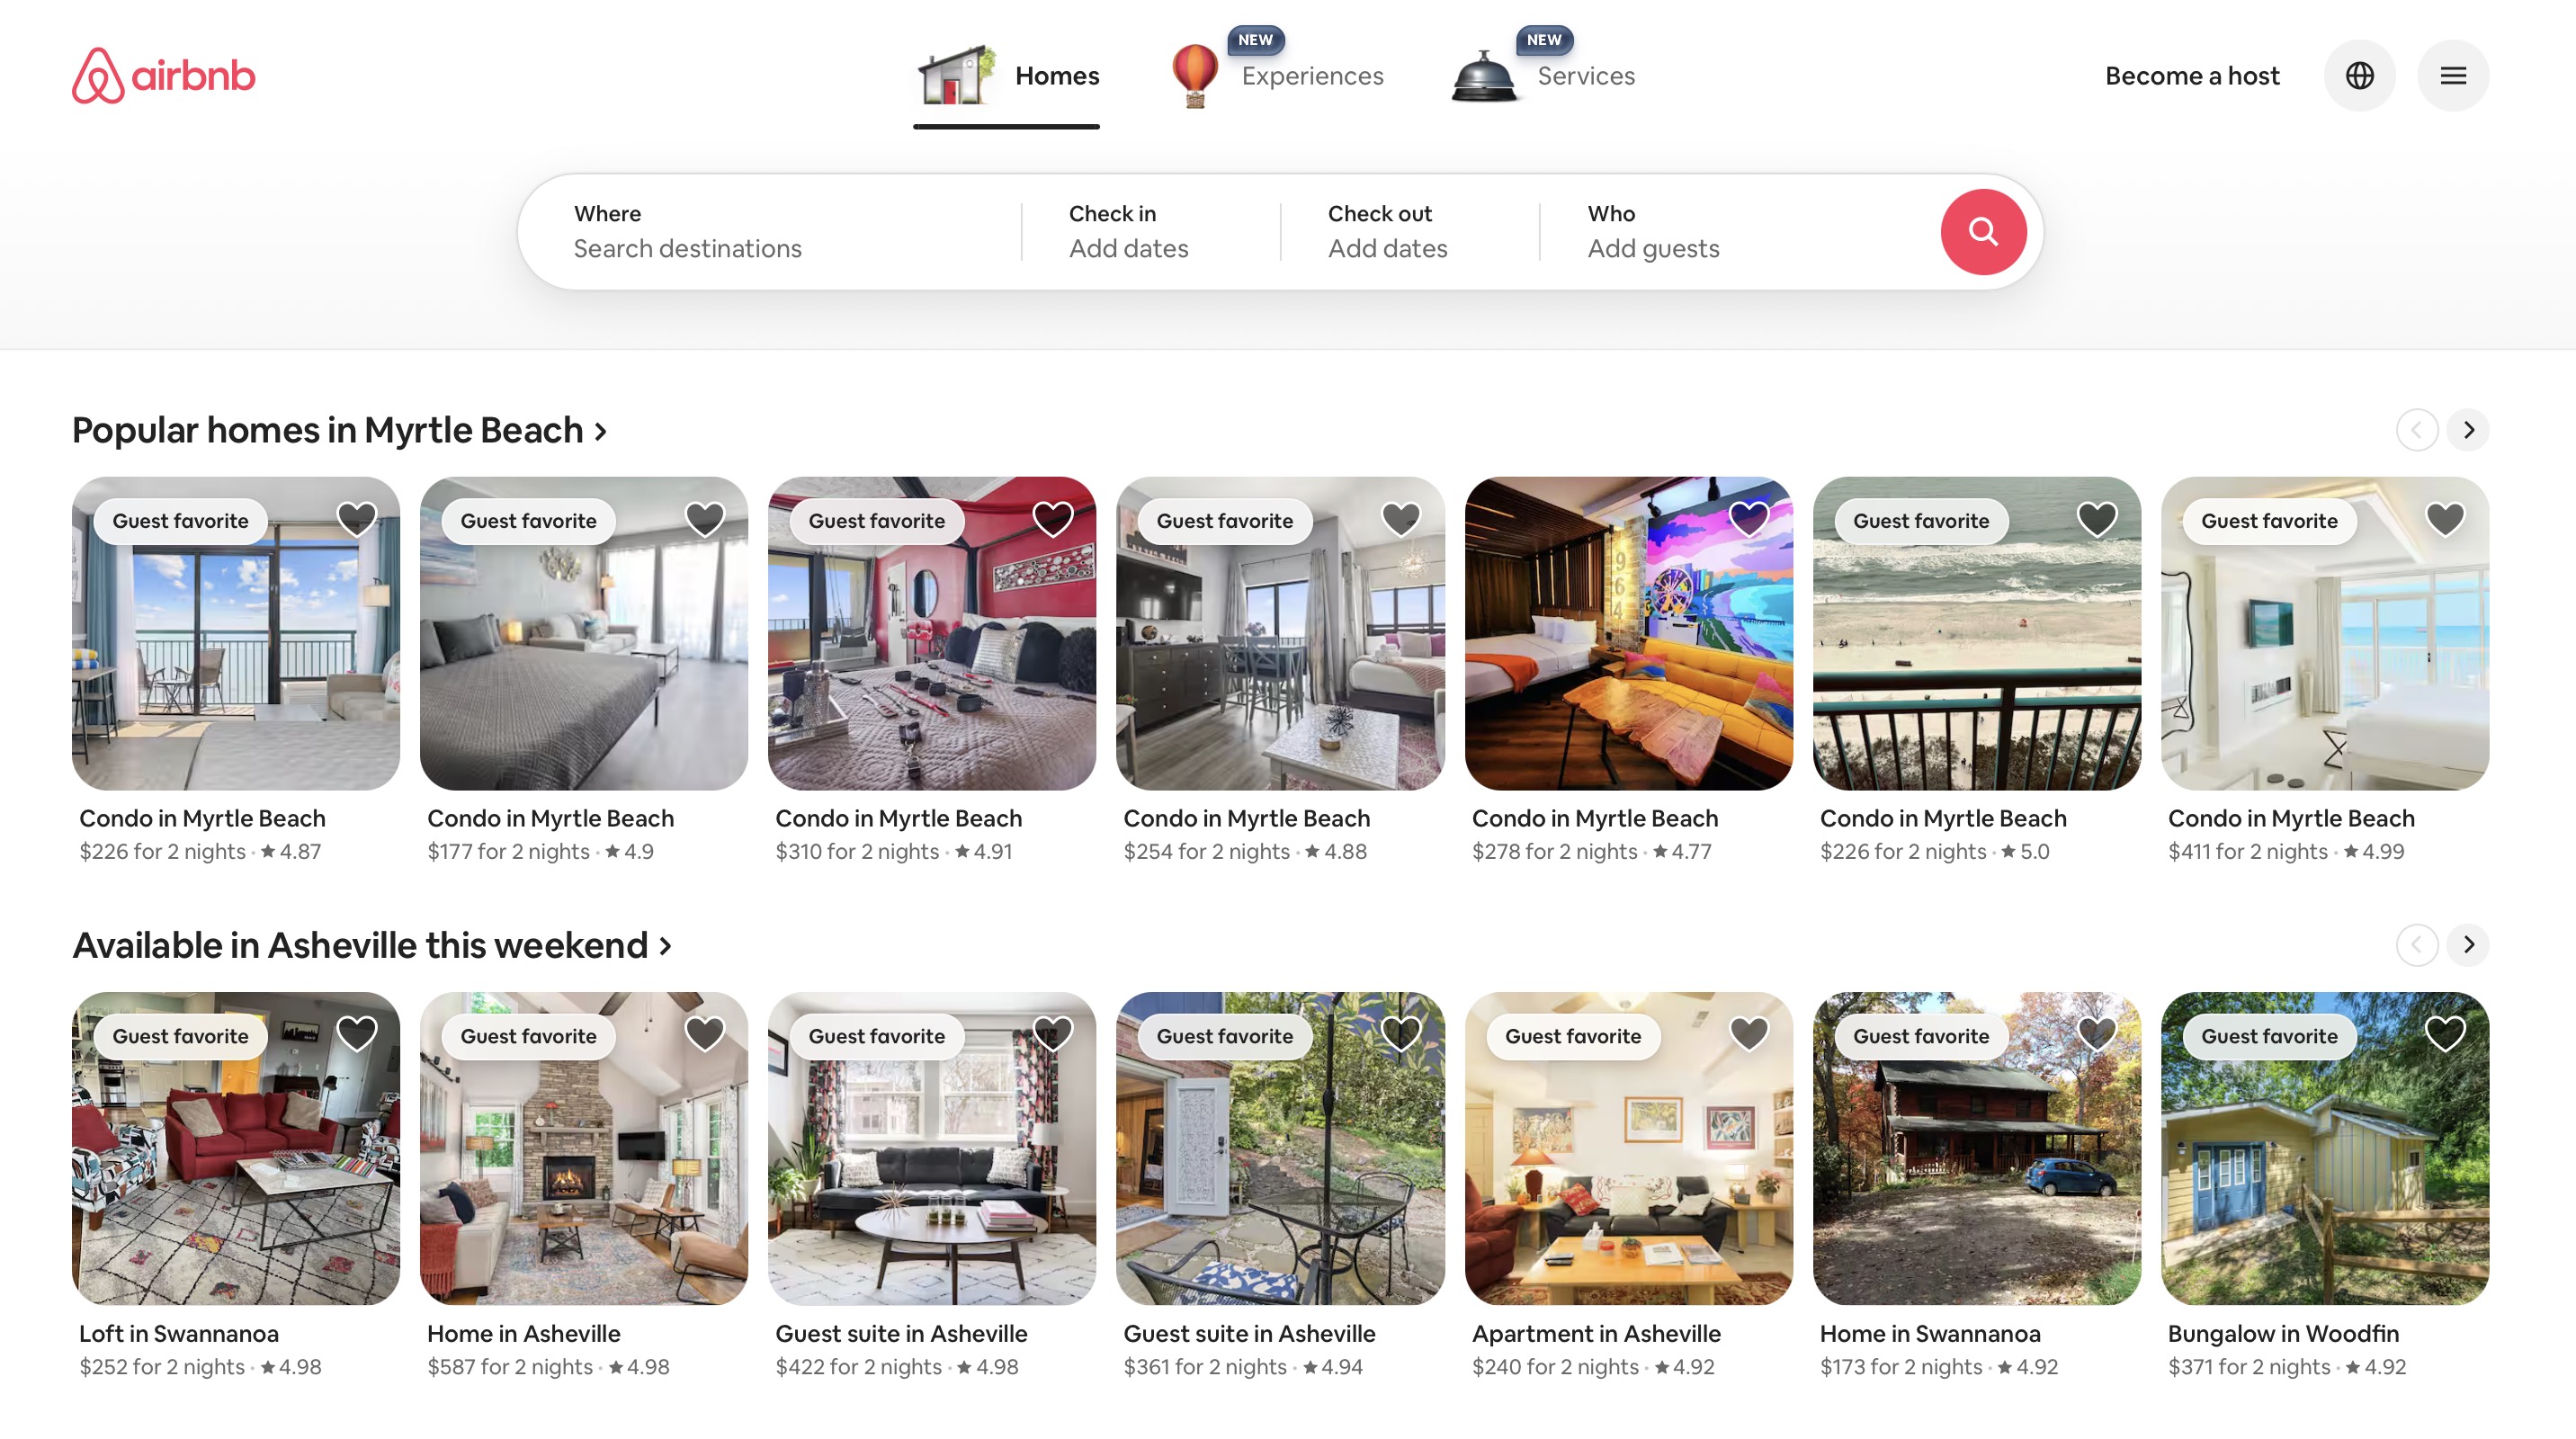 airbnb
Homes
NEW
Experiences
NEW
Services
Become a host
Where
Search destinations
Check in
Add dates
Check out
Add dates
Who
Add guests
Popular homes in Myrtle Beach
Guest favorite
Condo in Myrtle Beach
$226 for 2 nights · ★ 4.87
Guest favorite
Condo in Myrtle Beach
$177 for 2 nights · ★ 4.9
Guest favorite
Condo in Myrtle Beach
$310 for 2 nights · ★ 4.91
Guest favorite
Condo in Myrtle Beach
$254 for 2 nights · ★ 4.88
964
Condo in Myrtle Beach
$278 for 2 nights · ★ 4.77
Guest favorite
Condo in Myrtle Beach
$226 for 2 nights · ★ 5.0
Guest favorite
Condo in Myrtle Beach
$411 for 2 nights · ★ 4.99
Available in Asheville this weekend
Guest favorite
Loft in Swannanoa
$252 for 2 nights · ★ 4.98
Guest favorite
Home in Asheville
$587 for 2 nights · ★ 4.98
Guest favorite
Guest suite in Asheville
$422 for 2 nights · ★ 4.98
Guest favorite
Guest suite in Asheville
$361 for 2 nights · ★ 4.94
Guest favorite
Apartment in Asheville
$240 for 2 nights · ★ 4.92
Guest favorite
Home in Swannanoa
$173 for 2 nights · ★ 4.92
Guest favorite
Bungalow in Woodfin
$371 for 2 nights · ★ 4.92